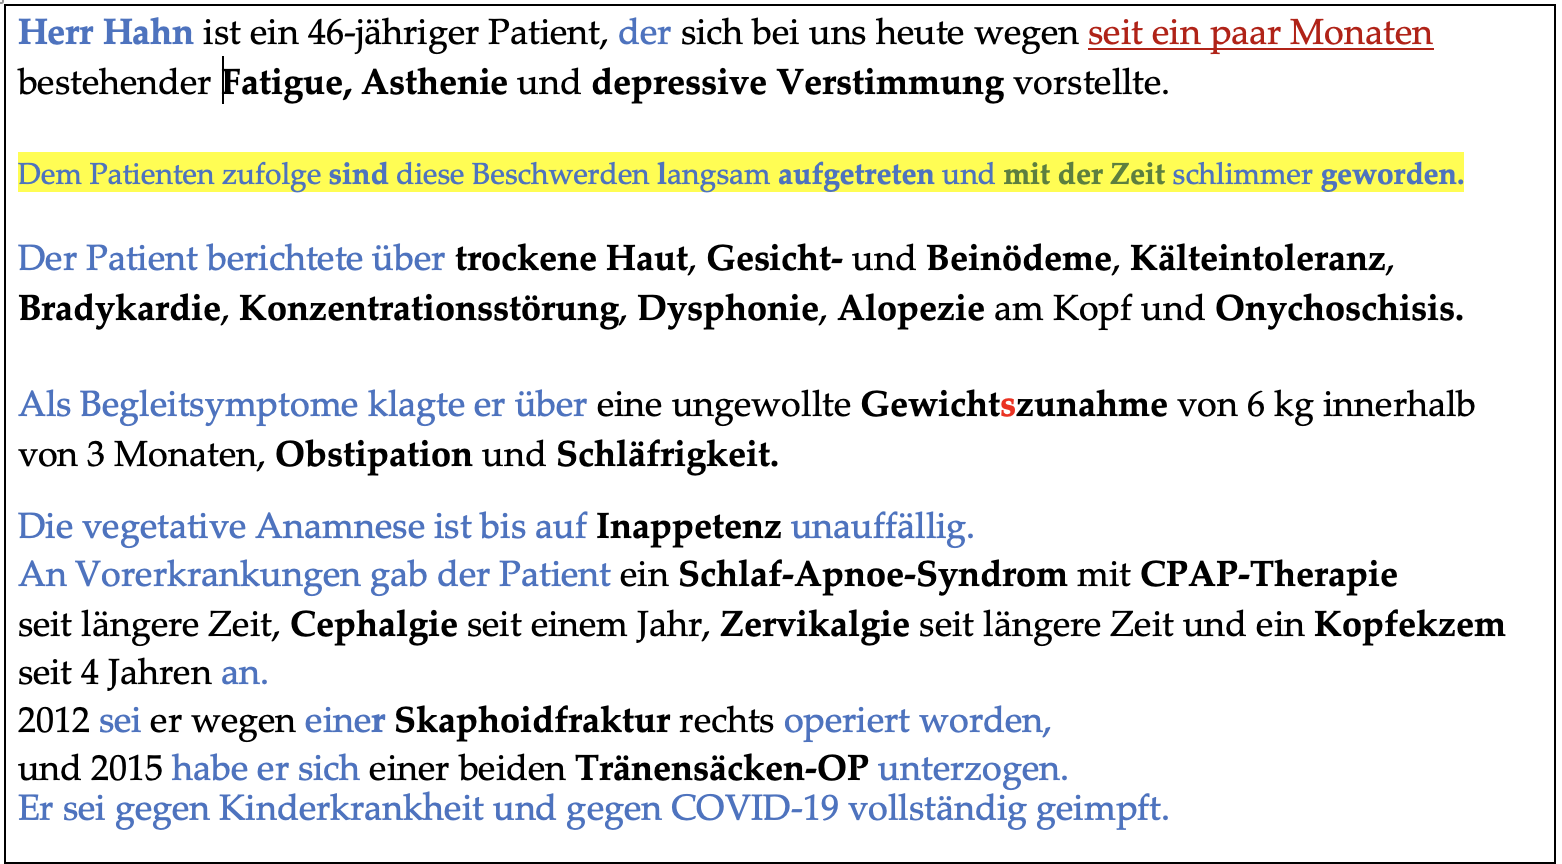 Herr Hahn ist ein 46-jähriger Patient, der sich bei uns heute wegen seit ein paar Monaten
bestehender Fatigue, Asthenie und depressive Verstimmung vorstellte.
Dem Patienten zufolge sind diese Beschwerden langsam aufgetreten und mit der Zeit schlimmer geworden.
Der Patient berichtete über trockene Haut, Gesicht- und Beinödeme, Kälteintoleranz,
Bradykardie, Konzentrationsstörung, Dysphonie, Alopezie am Kopf und Onychoschisis.
Als Begleitsymptome klagte er über eine ungewollte Gewichtszunahme von 6 kg innerhalb
von 3 Monaten, Obstipation und Schläfrigkeit.
Die vegetative Anamnese ist bis auf Inappetenz unauffällig.
An Vorerkrankungen gab der Patient ein Schlaf-Apnoe-Syndrom mit CPAP-Therapie
seit längere Zeit, Cephalgie seit einem Jahr, Zervikalgie seit längere Zeit und ein Kopfekzem
seit 4 Jahren an.
2012 sei er wegen einer Skaphoidfraktur rechts operiert worden,
und 2015 habe er sich einer beiden Tränensäcken-OP unterzogen.
Er sei gegen Kinderkrankheit und gegen COVID-19 vollständig geimpft.